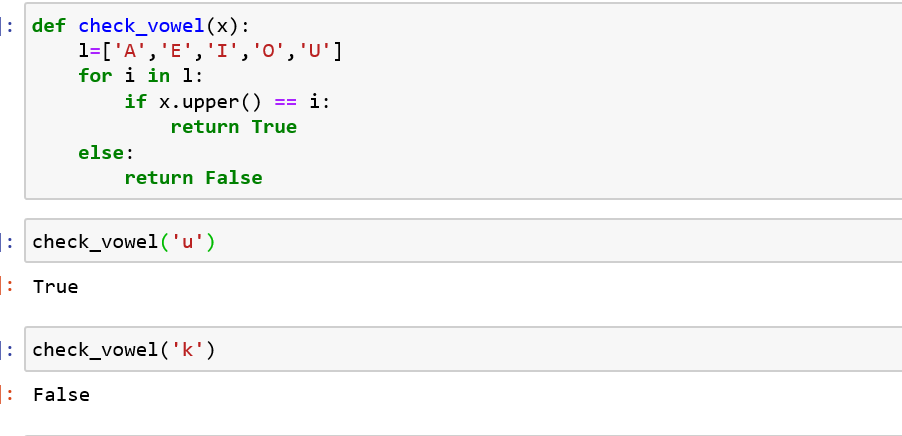 ]: def check_vowel(x):
    l=['A','E','I','O','U']
    for i in l:
        if x.upper() == i:
            return True
    else:
        return False
]: check_vowel('u')
]: True
]: check_vowel('k')
]: False